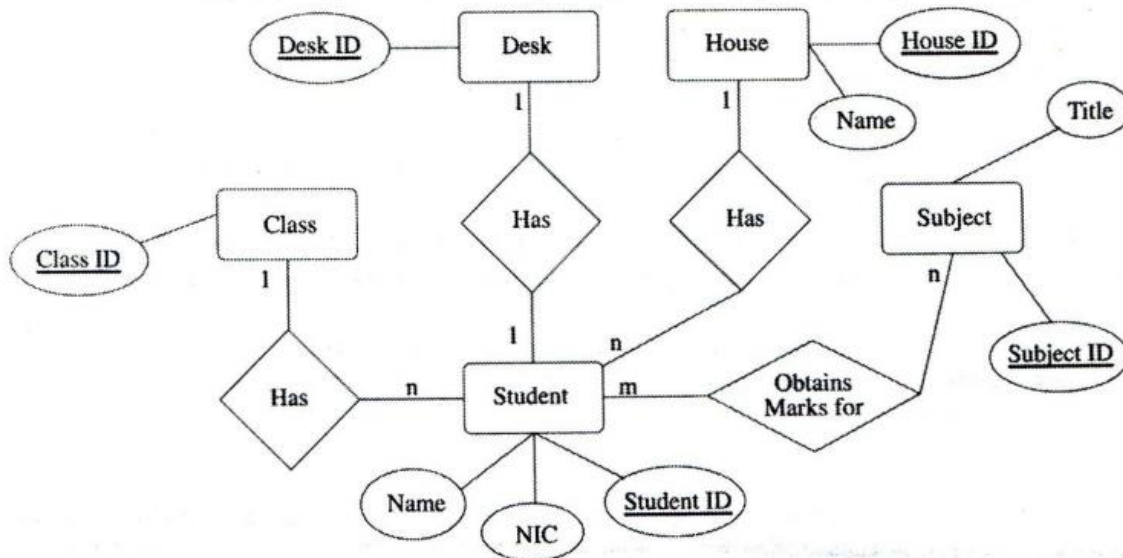 Desk ID
Desk
House
House ID
1
1
Name
Title
Class
Has
Has
Subject
Class ID
1
n
1
n
Subject ID
Has
n
Student
m
Obtains
Marks for
Name
NIC
Student ID